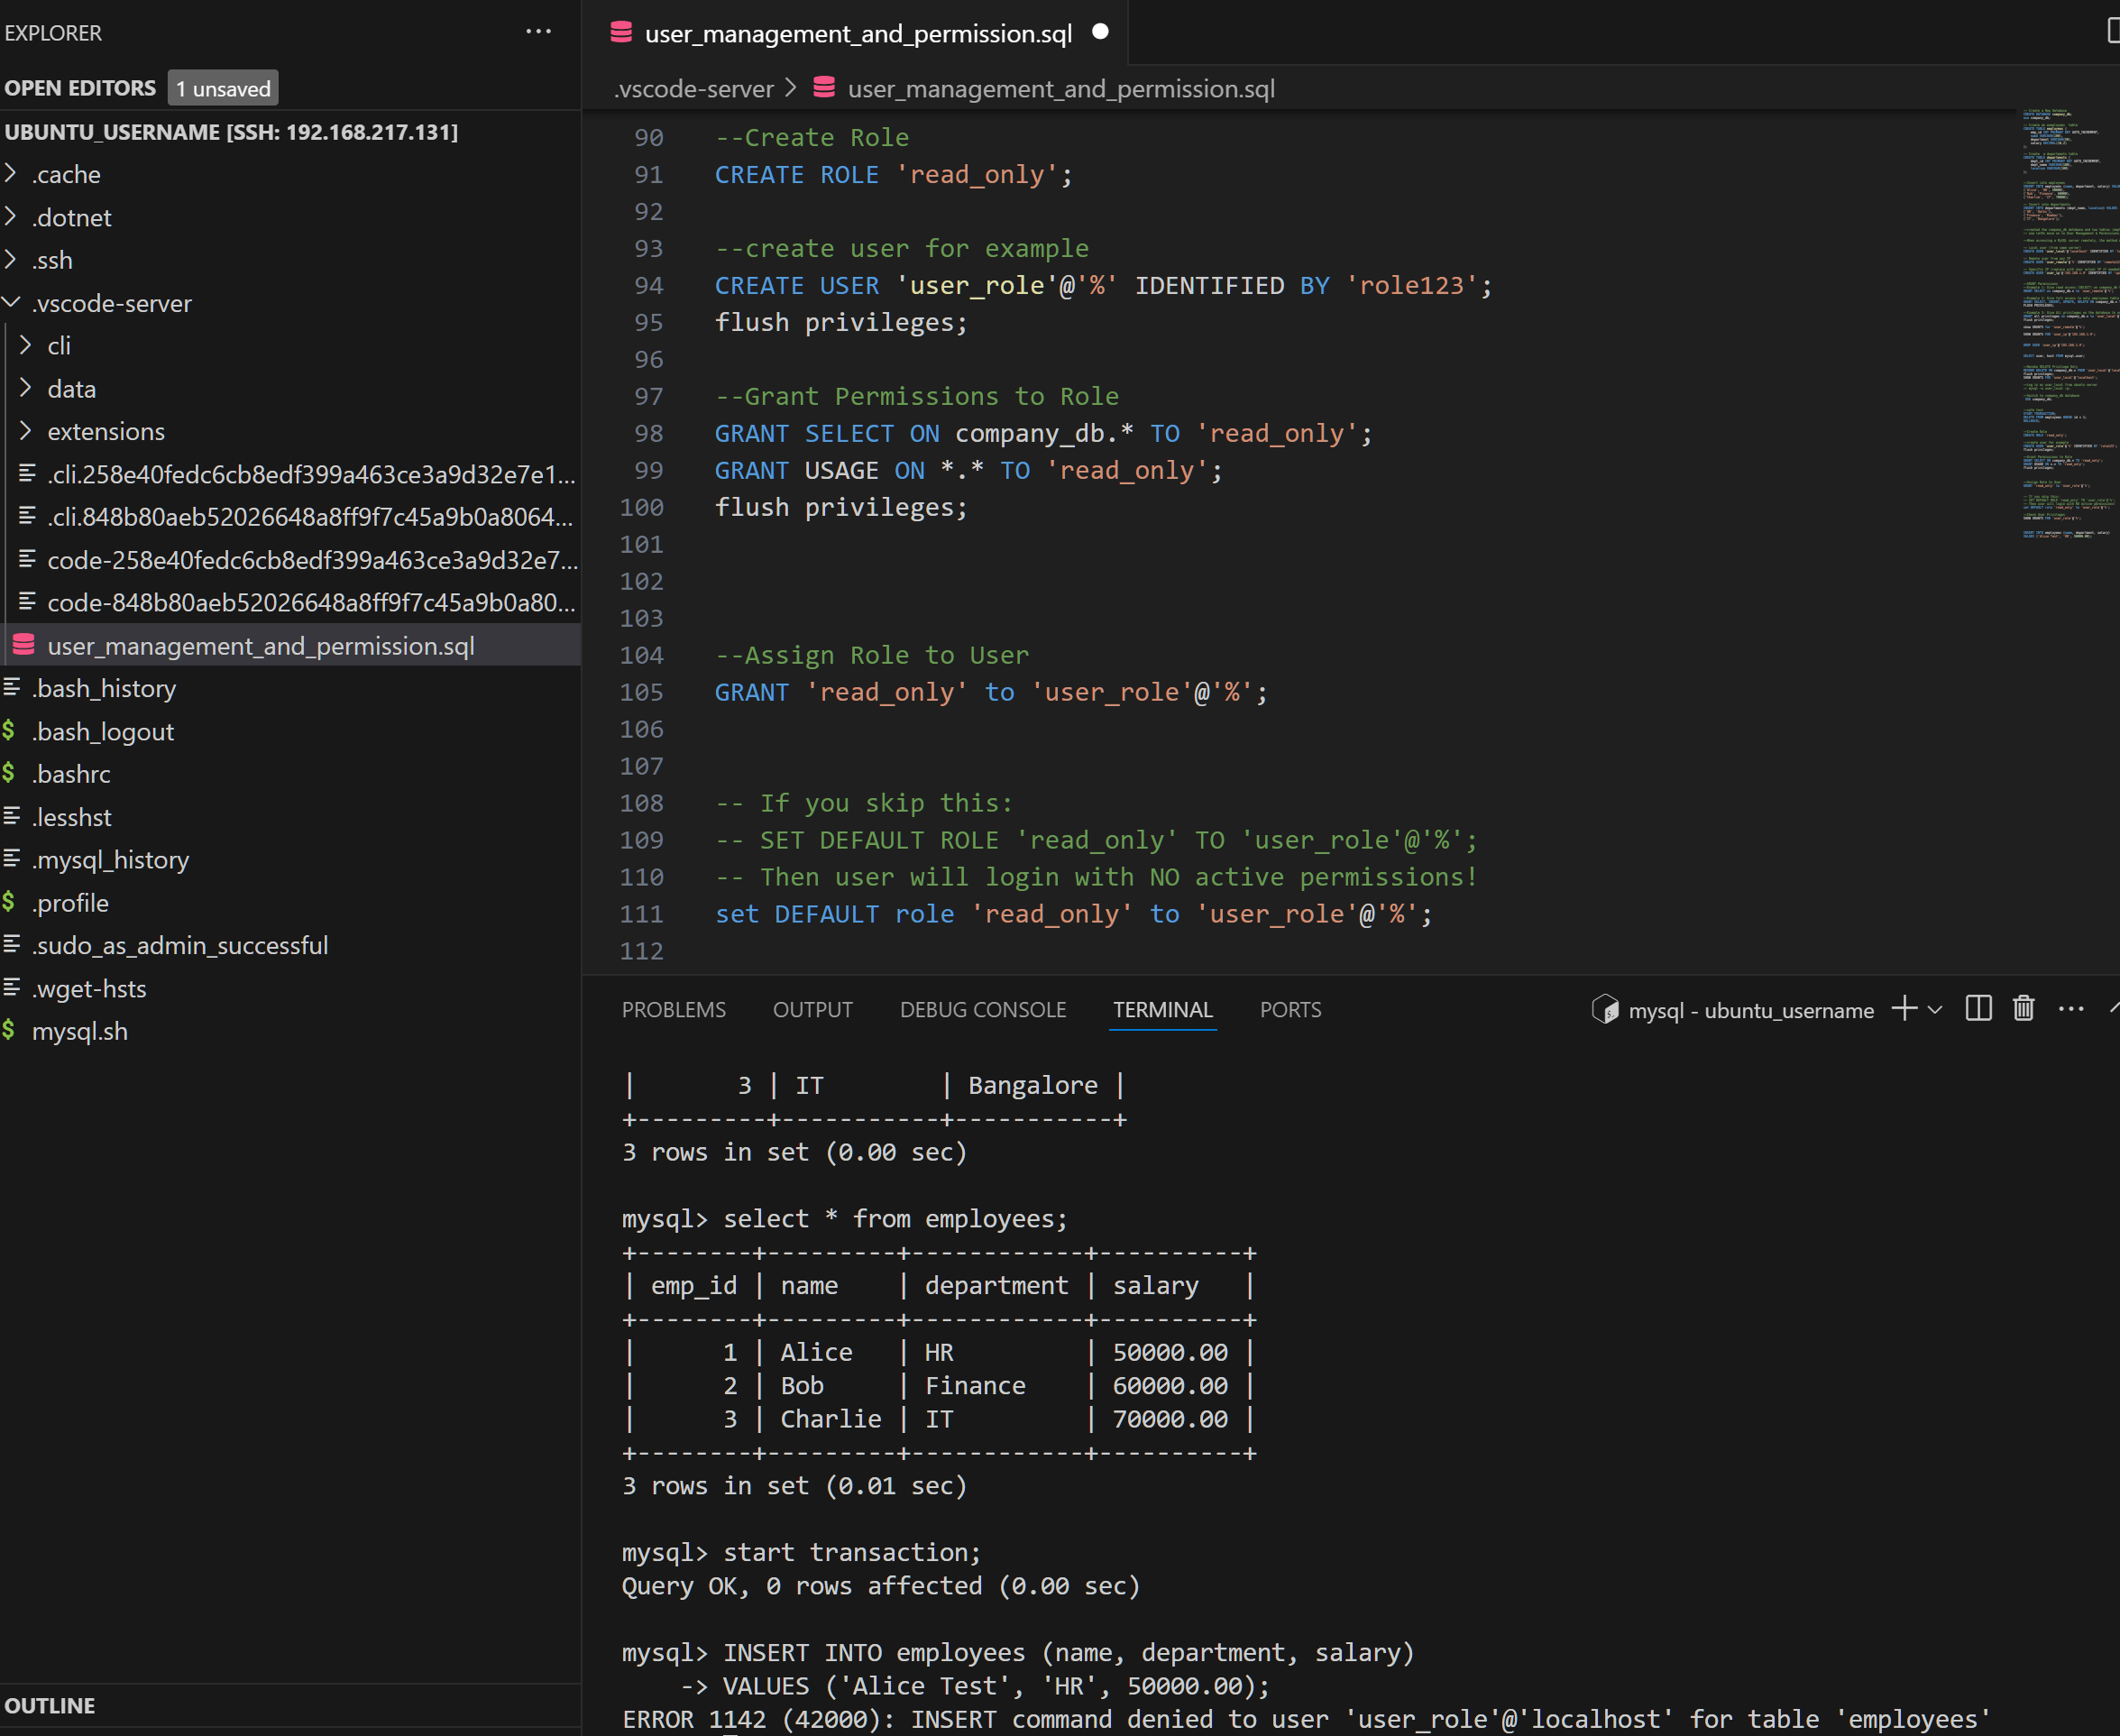 EXPLORER
OPEN EDITORS 1 unsaved
UBUNTU_USERNAME [SSH: 192.168.217.131]
.cache
.dotnet
.ssh
.vscode-server
cli
data
extensions
.cli.258e40fedc6cb8edf399a463ce3a9d32e7e1...
.cli.848b80aeb52026648a8ff9f7c45a9b0a8064...
code-258e40fedc6cb8edf399a463ce3a9d32e7...
code-848b80aeb52026648a8ff9f7c45a9b0a80...
user_management_and_permission.sql
.bash_history
.bash_logout
.bashrc
.lesshst
.mysql_history
.profile
.sudo_as_admin_successful
.wget-hsts
mysql.sh
OUTLINE
user_management_and_permission.sql
.vscode-server > user_management_and_permission.sql
90 --Create Role
91 CREATE ROLE 'read_only';
92
93 --create user for example
94 CREATE USER 'user_role'@'%' IDENTIFIED BY 'role123';
95 flush privileges;
96
97 --Grant Permissions to Role
98 GRANT SELECT ON company_db.* TO 'read_only';
99 GRANT USAGE ON *.* TO 'read_only';
100 flush privileges;
101
102
103
104 --Assign Role to User
105 GRANT 'read_only' to 'user_role'@'%';
106
107
108 -- If you skip this:
109 -- SET DEFAULT ROLE 'read_only' TO 'user_role'@'%';
110 -- Then user will login with NO active permissions!
111 set DEFAULT role 'read_only' to 'user_role'@'%';
112
PROBLEMS OUTPUT DEBUG CONSOLE TERMINAL PORTS mysql - ubuntu_username
| 3 | IT | Bangalore |
+---------+-----------+-----------+
3 rows in set (0.00 sec)
mysql> select * from employees;
+--------+---------+------------+----------+
| emp_id | name | department | salary |
+--------+---------+------------+----------+
| 1 | Alice | HR | 50000.00 |
| 2 | Bob | Finance | 60000.00 |
| 3 | Charlie | IT | 70000.00 |
+--------+---------+------------+----------+
3 rows in set (0.01 sec)
mysql> start transaction;
Query OK, 0 rows affected (0.00 sec)
mysql> INSERT INTO employees (name, department, salary)
-> VALUES ('Alice Test', 'HR', 50000.00);
ERROR 1142 (42000): INSERT command denied to user 'user_role'@'localhost' for table 'employees'